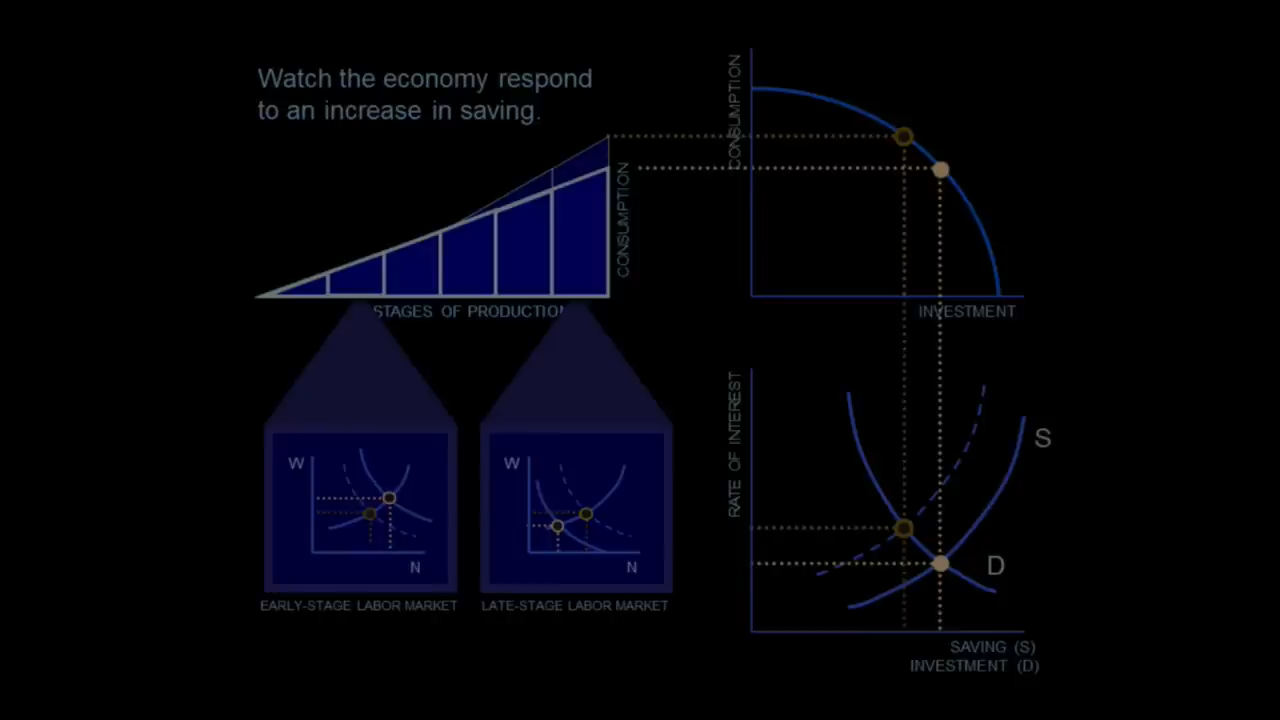 Watch the economy respond
to an increase in saving.
CONSUMPTION
STAGES OF PRODUCTION
CONSUMPTION
INVESTMENT
W
N
EARLY-STAGE LABOR MARKET
W
N
LATE-STAGE LABOR MARKET
RATE OF INTEREST
S
D
SAVING (S)
INVESTMENT (D)